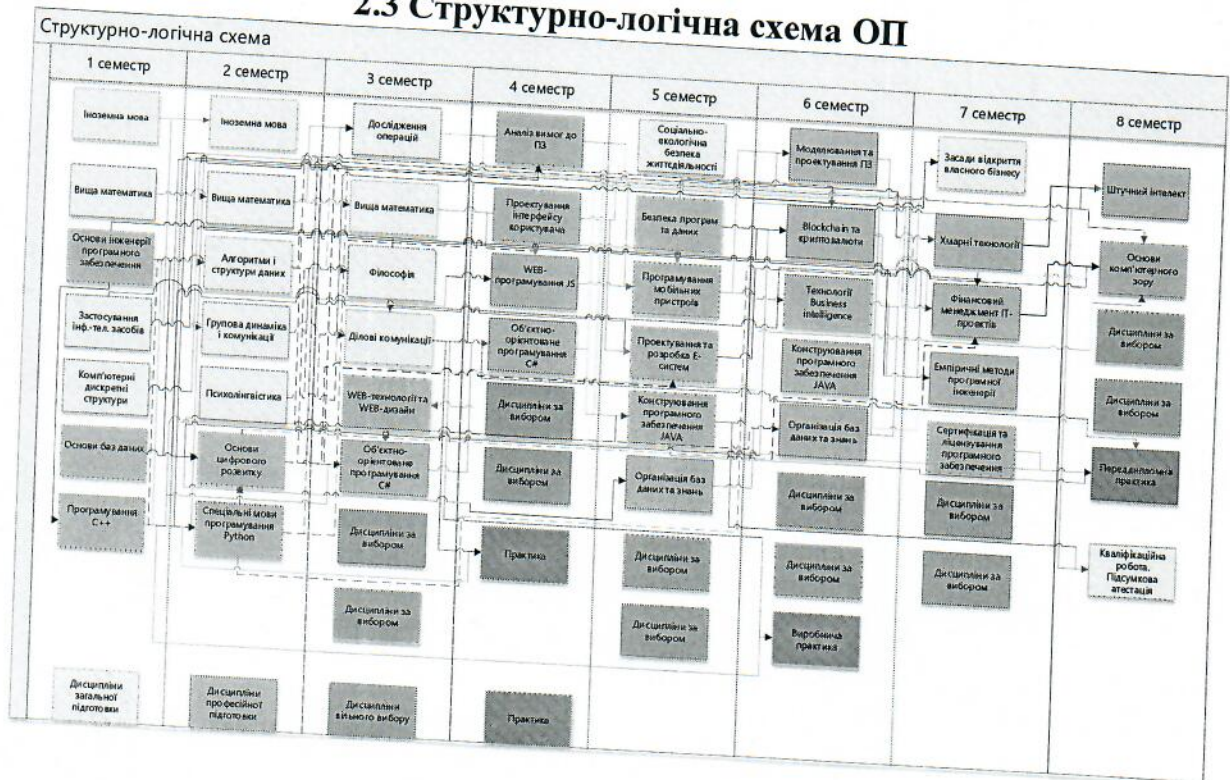 2.3 Структурно-логічна схема ОП
Структурно-логічна схема
1 семестр
2 семестр
3 семестр
4 семестр
5 семестр
6 семестр
7 семестр
8 семестр
Іноземна мова
Вища математика
Основи інженерії
програмного
забезпечення
Застосування
інф.-тел. засобів
Комп'ютерні
дискретні
структури
Основи баз даних
Програмування
C++
Іноземна мова
Вища математика
Алгоритми і
структури даних
Групова динаміка
і комунікації
Психолінгвістика
Основи
цифрового
розвитку
Спеціальні мови
програмування
Python
Дослідження
операцій
Вища математика
Філософія
Ділові комунікації
WEB-технології та
WEB-дизайн
Об'єктно-
орієнтоване
програмування
C#
Дисципліни за
вибором
Дисципліни за
вибором
Аналіз вимог до
ПЗ
Проектування
інтерфейсу
користувача
WEB-
програмування JS
Об'єктно-
орієнтоване
програмування
C#
Дисципліни за
вибором
Дисципліни за
вибором
Практика
Соціально-
екологічна
безпека
життєдіяльності
Безпека програм
та даних
Програмування
мобільних
пристроїв
Проектування та
розробка E-
систем
Конструювання
програмного
забезпечення
JAVA
Організація баз
даних та знань
Дисципліни за
вибором
Дисципліни за
вибором
Моделювання та
проектування ПЗ
Blockchain та
криптовалюти
Технології
Business
intelligence
Конструювання
програмного
забезпечення
JAVA
Організація баз
даних та знань
Дисципліни за
вибором
Дисципліни за
вибором
Виробнича
практика
Засади відкриття
власного бізнесу
Хмарні технології
Фінансовий
менеджмент ІТ-
проектів
Емпіричні методи
програмної
інженерії
Сертифікація та
ліцензування
програмного
забезпечення
Дисципліни за
вибором
Дисципліни за
вибором
Штучний інтелект
Основи
комп'ютерного
зору
Дисципліни за
вибором
Дисципліни за
вибором
Переддипломна
практика
Кваліфікаційна
робота.
Підсумкова
атестація
Дисципліни
загальної
підготовки
Дисципліни
професійної
підготовки
Дисципліни
вільного вибору
Практика